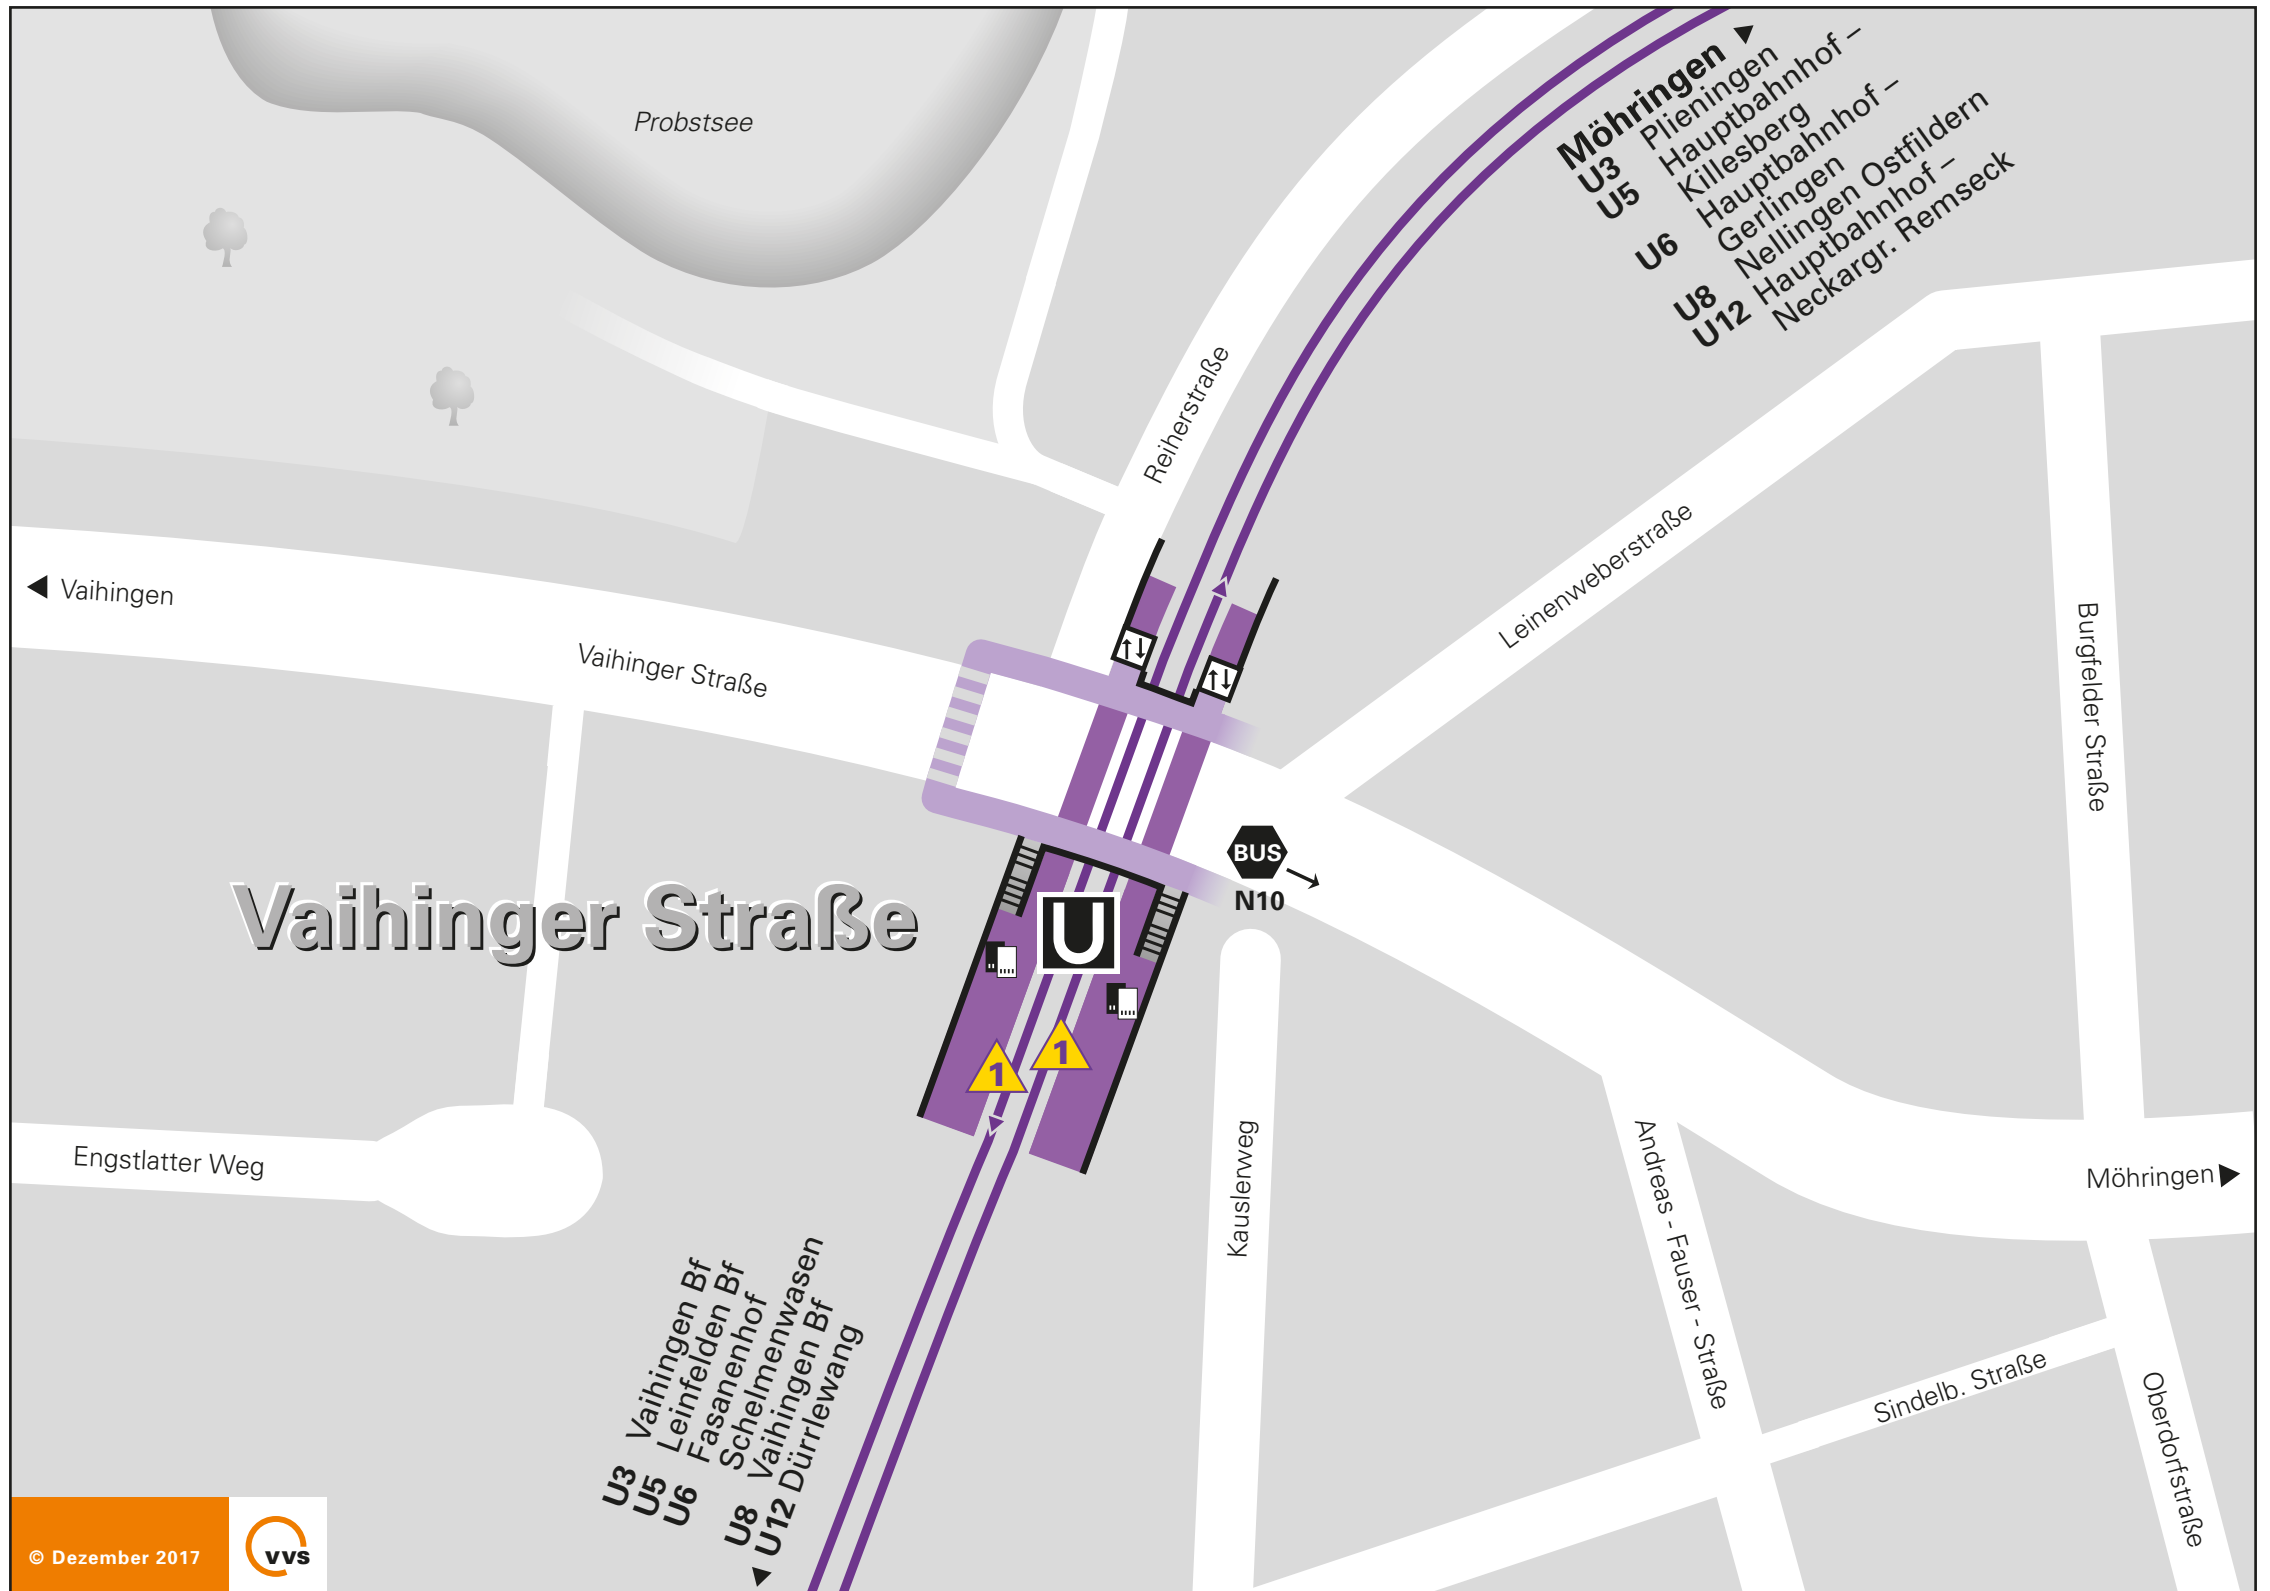 Probstsee
Möhringen
U3 Plieningen
U5 Hauptbahnhof –
Killesberg
U6 Hauptbahnhof –
Gerlingen
U8 Nellingen Ostfildern
U12 Hauptbahnhof –
Neckargr. Remseck
Reiherstraße
Leinenweberstraße
Burgfelder Straße
Vaihingen
Vaihinger Straße
BUS
N10
Vaihinger Straße
U
1
1
Engstlatter Weg
Kauslerweg
Andreas - Fauser - Straße
Möhringen
Sindelb. Straße
Oberdorfstraße
U3 Vaihingen Bf
U5 Leinfelden Bf
U6 Fasanenhof
Schelmenwasen
U8 Vaihingen Bf
U12 Dürrlewang
© Dezember 2017
vvs